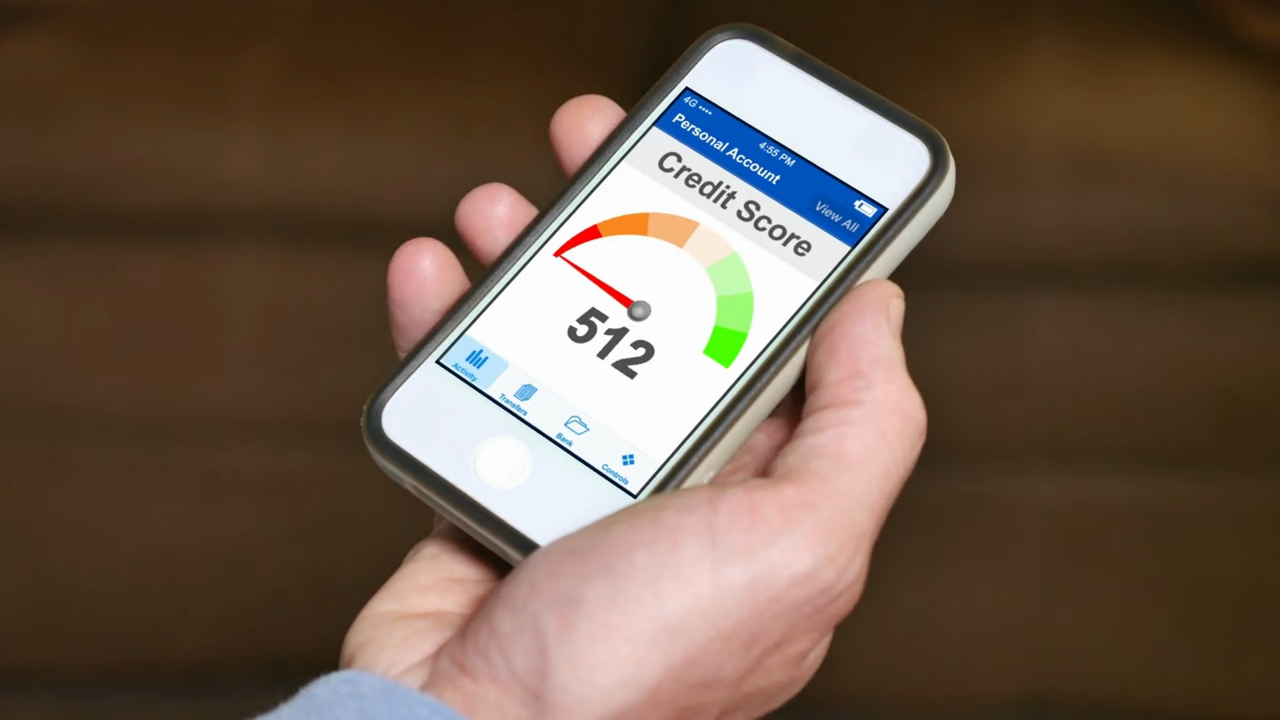 4G
4:55 PM
Personal Account
View All
Credit Score
512
Activity
Transfers
Bank
Controls